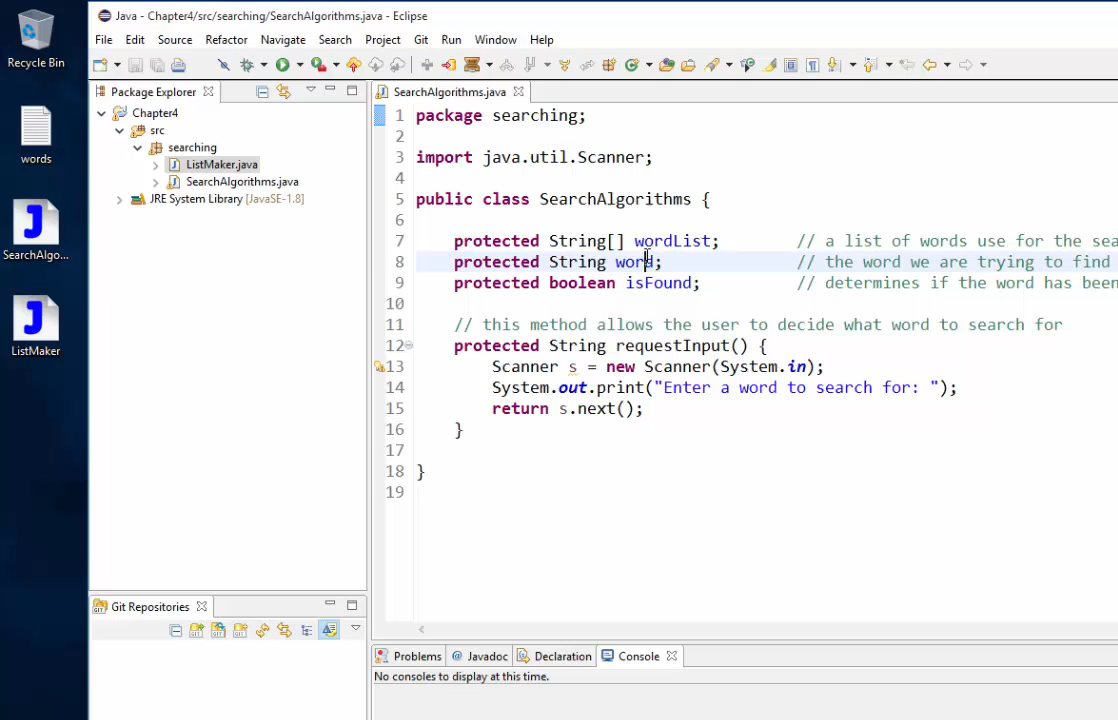 Recycle Bin
words
SearchAlgo...
ListMaker
Java - Chapter4/src/searching/SearchAlgorithms.java - Eclipse
File Edit Source Refactor Navigate Search Project Git Run Window Help
Package Explorer
Chapter4
src
searching
ListMaker.java
SearchAlgorithms.java
JRE System Library [JavaSE-1.8]
Git Repositories
SearchAlgorithms.java
1 package searching;
2
3 import java.util.Scanner;
4
5 public class SearchAlgorithms {
6
7 protected String[] wordList; // a list of words use for the sea
8 protected String word; // the word we are trying to find
9 protected boolean isFound; // determines if the word has been
10
11 // this method allows the user to decide what word to search for
12 protected String requestInput() {
13 Scanner s = new Scanner(System.in);
14 System.out.print("Enter a word to search for: ");
15 return s.next();
16 }
17
18 }
19
Problems @ Javadoc Declaration Console
No consoles to display at this time.